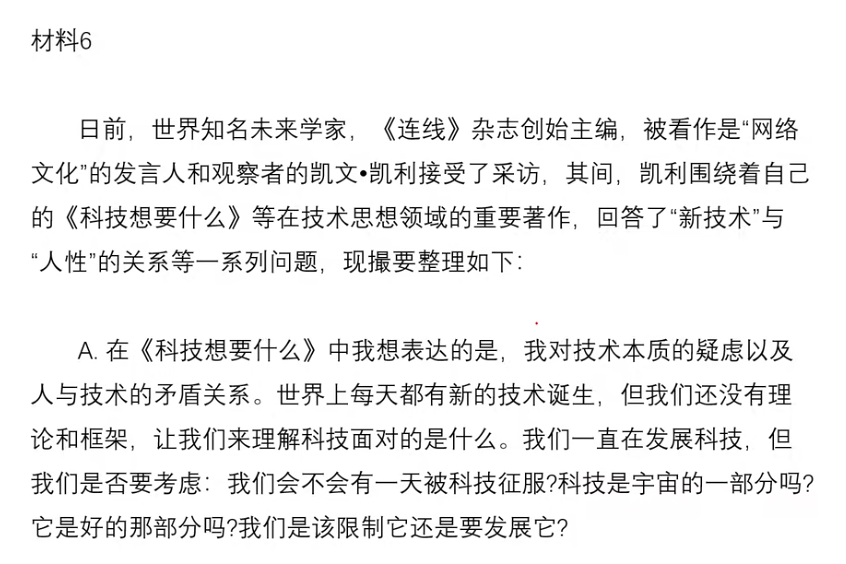 材料6
日前，世界知名未来学家，《连线》杂志创始主编，被看作是“网络
文化”的发言人和观察者的凯文•凯利接受了采访，其间，凯利围绕着自己
的《科技想要什么》等在技术思想领域的重要著作，回答了“新技术”与
“人性”的关系等一系列问题，现撮要整理如下：
A. 在《科技想要什么》中我想表达的是，我对技术本质的疑虑以及
人与技术的矛盾关系。世界上每天都有新的技术诞生，但我们还没有理
论和框架，让我们来理解科技面对的是什么。我们一直在发展科技，但
我们是否要考虑：我们会不会有一天被科技征服?科技是宇宙的一部分吗?
它是好的那部分吗?我们是该限制它还是要发展它?